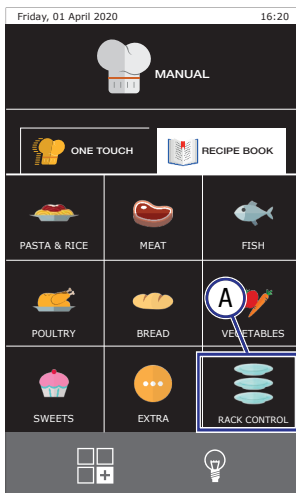 Friday, 01 April 2020 16:20
MANUAL
ONE TOUCH RECIPE BOOK
PASTA & RICE MEAT FISH
A
POULTRY BREAD VEGETABLES
SWEETS EXTRA RACK CONTROL